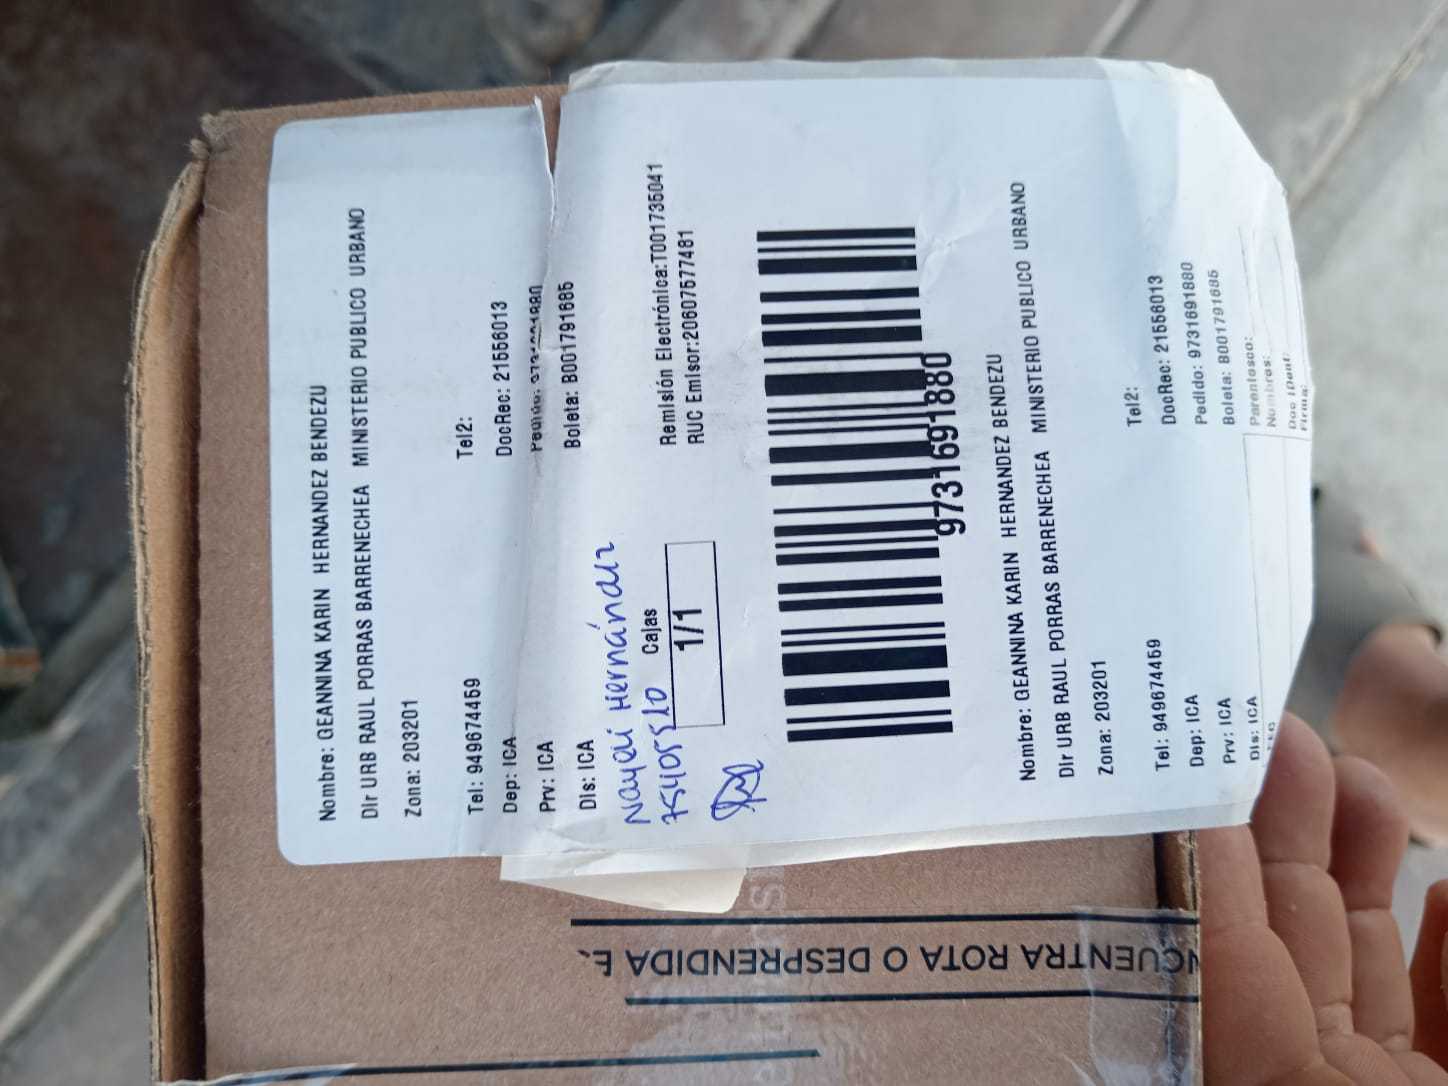 Nombre: GEANNINA KARIN HERNANDEZ BENDEZU
Dir URB RAUL PORRAS BARRENECHEA MINISTERIO PUBLICO URBANO
Zona: 203201
Tel: 949674459 Tel2:
Dep: ICA DocRec: 21556013
Prv: ICA Pedido: 9731691880
Dis: ICA Boleta: B001791685
Nayeli Hernández
75405510
Cajas
1/1
Remisión Electrónica:T001735041
RUC Emisor:20607577481
9731691880
Nombre: GEANNINA KARIN HERNANDEZ BENDEZU
Dir URB RAUL PORRAS BARRENECHEA MINISTERIO PUBLICO URBANO
Zona: 203201
Tel: 949674459 Tel2:
Dep: ICA DocRec: 21556013
Prv: ICA Pedido: 9731691880
Dis: ICA Boleta: B001791685
Parentesco:
Nombres:
Doc Ident:
Firma:
NCUENTRA ROTA O DESPRENDIDA